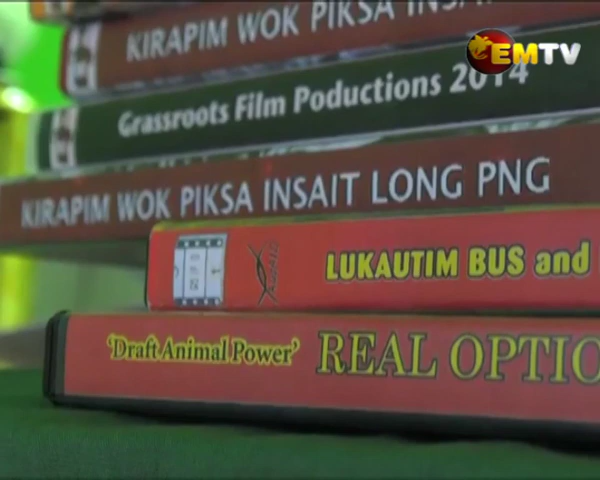 KIRAPIM WOK PIKSA INSA
EMTV
Grassroots Film Poductions 2014
KIRAPIM WOK PIKSA INSAIT LONG PNG
LUKAUTIM BUS and
'Draft Animal Power' REAL OPTIO